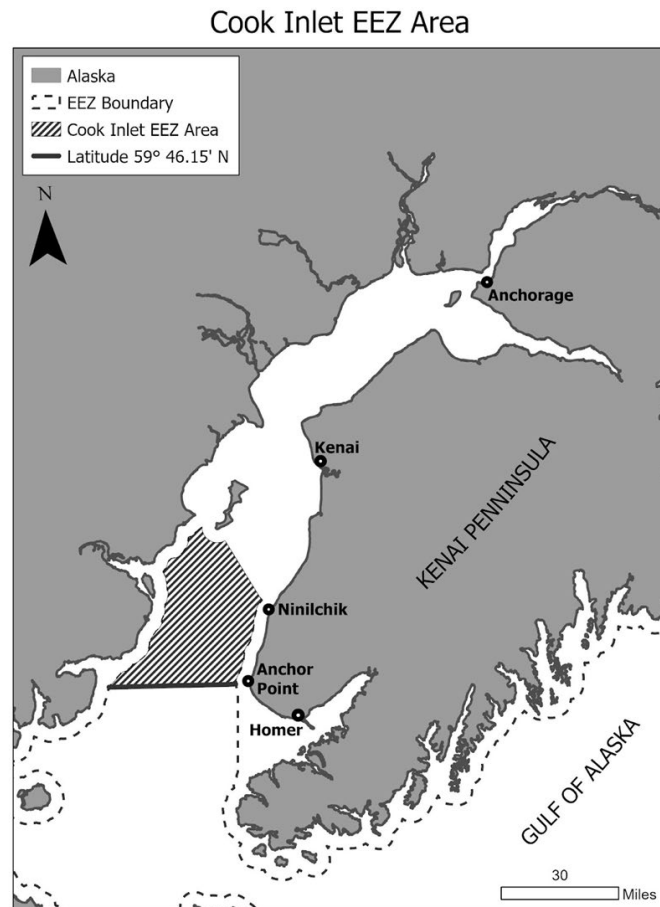 Cook Inlet EEZ Area
Alaska
EEZ Boundary
Cook Inlet EEZ Area
Latitude 59° 46.15' N
N
Anchorage
Kenai
KENAI PENNINSULA
Ninilchik
Anchor
Point
Homer
GULF OF ALASKA
30
Miles